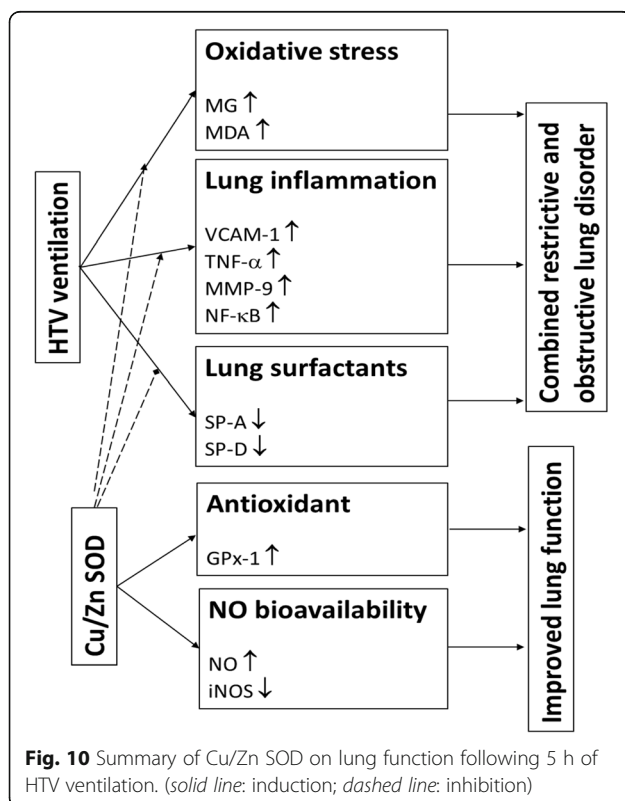 Oxidative stress
MG ↑
MDA ↑
Lung inflammation
VCAM-1 ↑
TNF-α ↑
MMP-9 ↑
NF-κB ↑
Lung surfactants
SP-A ↓
SP-D ↓
Antioxidant
GPx-1 ↑
NO bioavailability
NO ↑
iNOS ↓
HTV ventilation
Cu/Zn SOD
Combined restrictive and
obstructive lung disorder
Improved lung function
Fig. 10 Summary of Cu/Zn SOD on lung function following 5 h of
HTV ventilation. (solid line: induction; dashed line: inhibition)